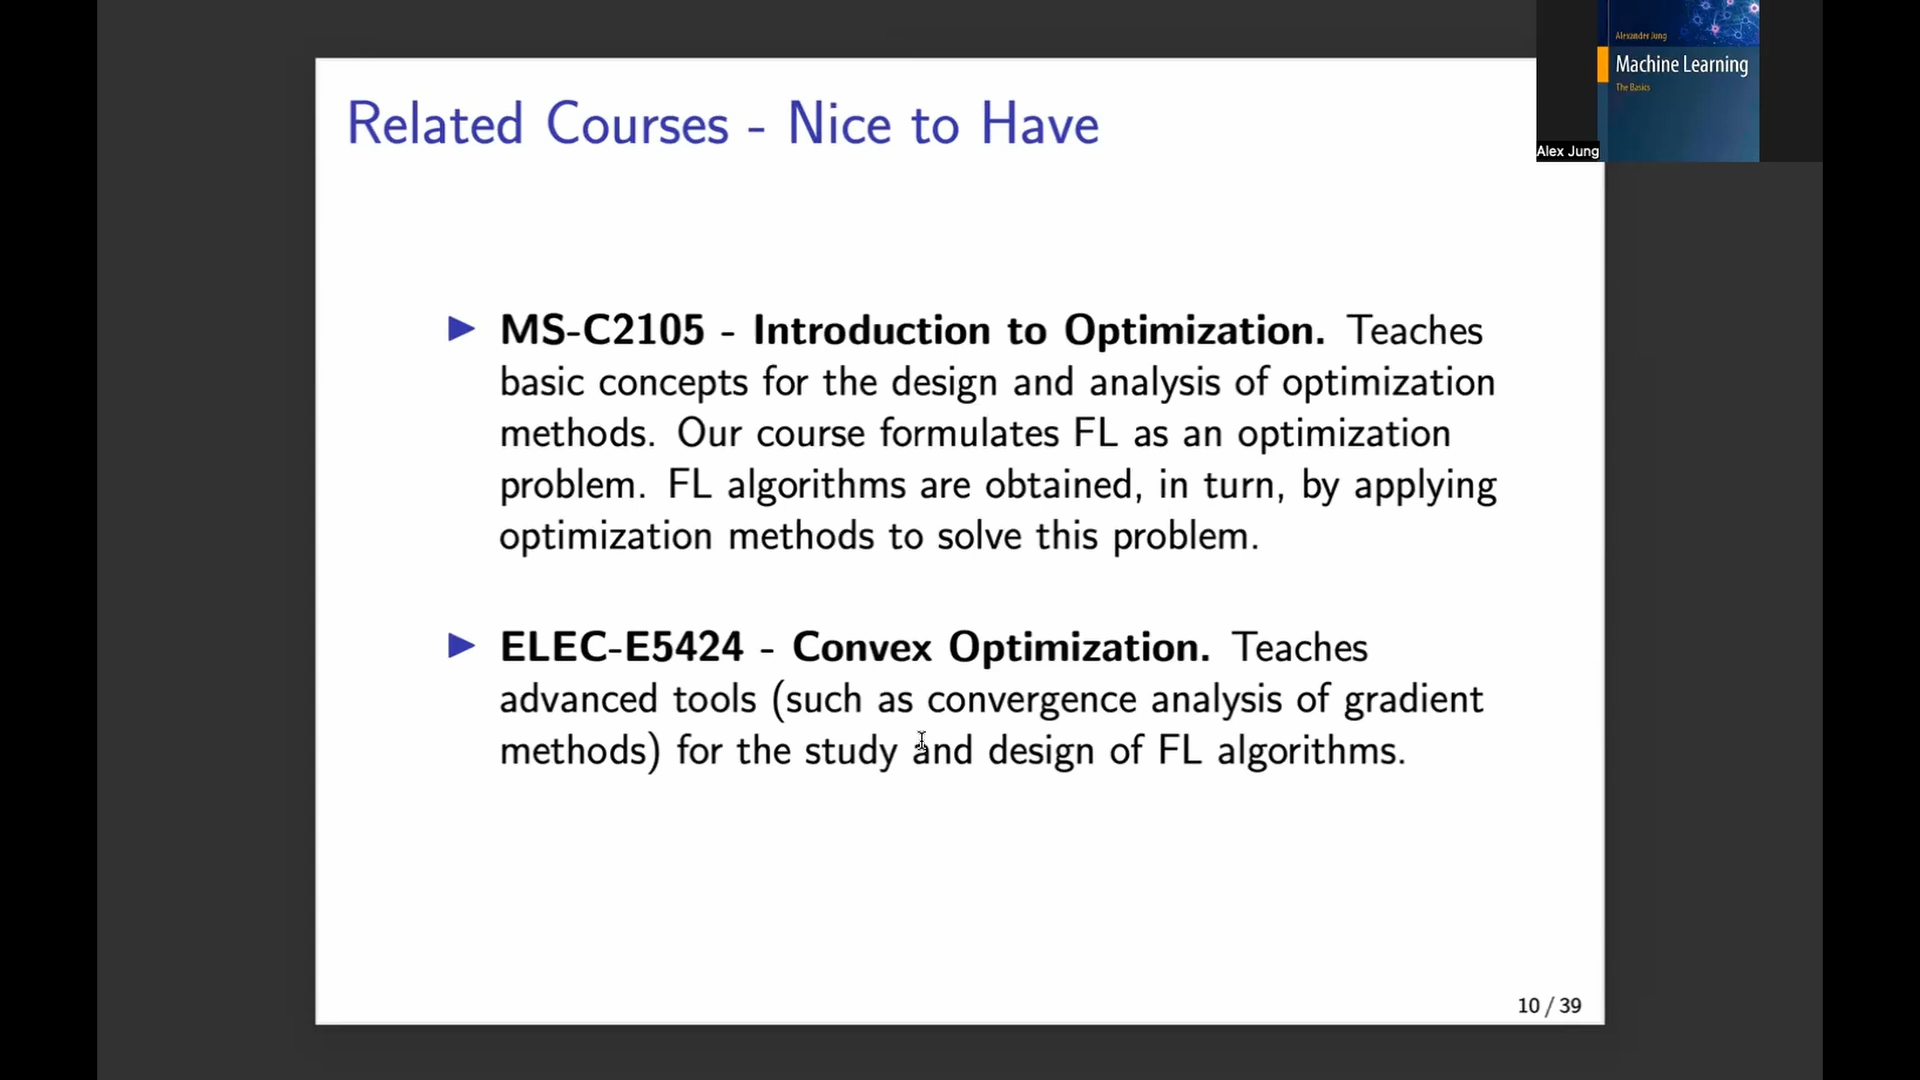 Related Courses - Nice to Have
MS-C2105 - Introduction to Optimization. Teaches
basic concepts for the design and analysis of optimization
methods. Our course formulates FL as an optimization
problem. FL algorithms are obtained, in turn, by applying
optimization methods to solve this problem.
ELEC-E5424 - Convex Optimization. Teaches
advanced tools (such as convergence analysis of gradient
methods) for the study and design of FL algorithms.
10 / 39
Alexander Jung
Machine Learning
The Basics
Alex Jung